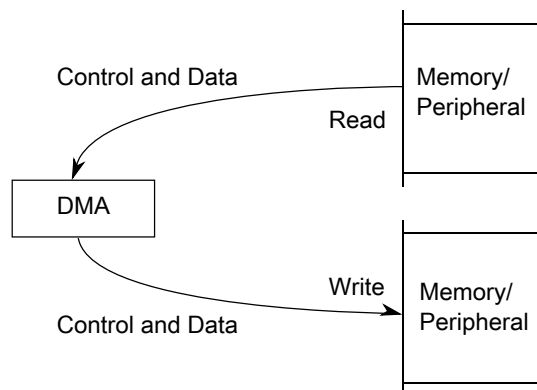 Control and Data
Memory/
Peripheral
Read
DMA
Write
Memory/
Peripheral
Control and Data